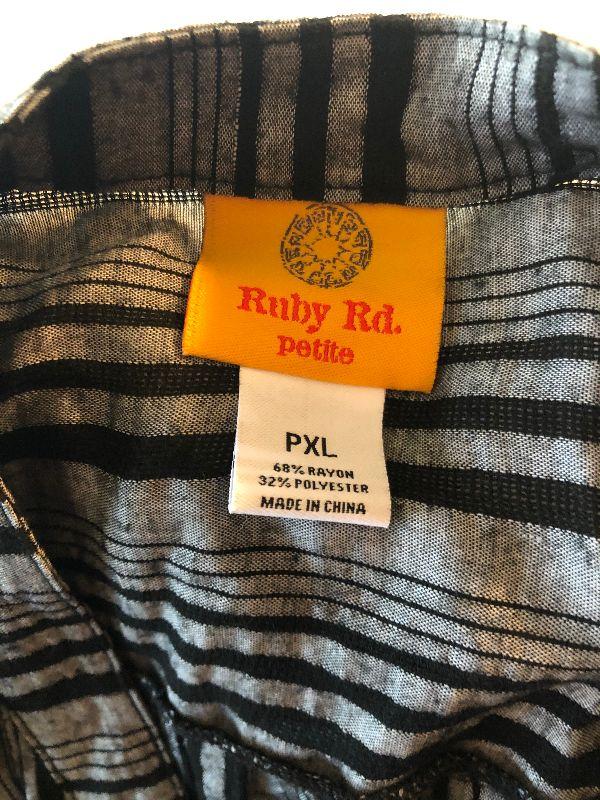 Ruby Rd.
petite
PXL
68% RAYON
32% POLYESTER
MADE IN CHINA